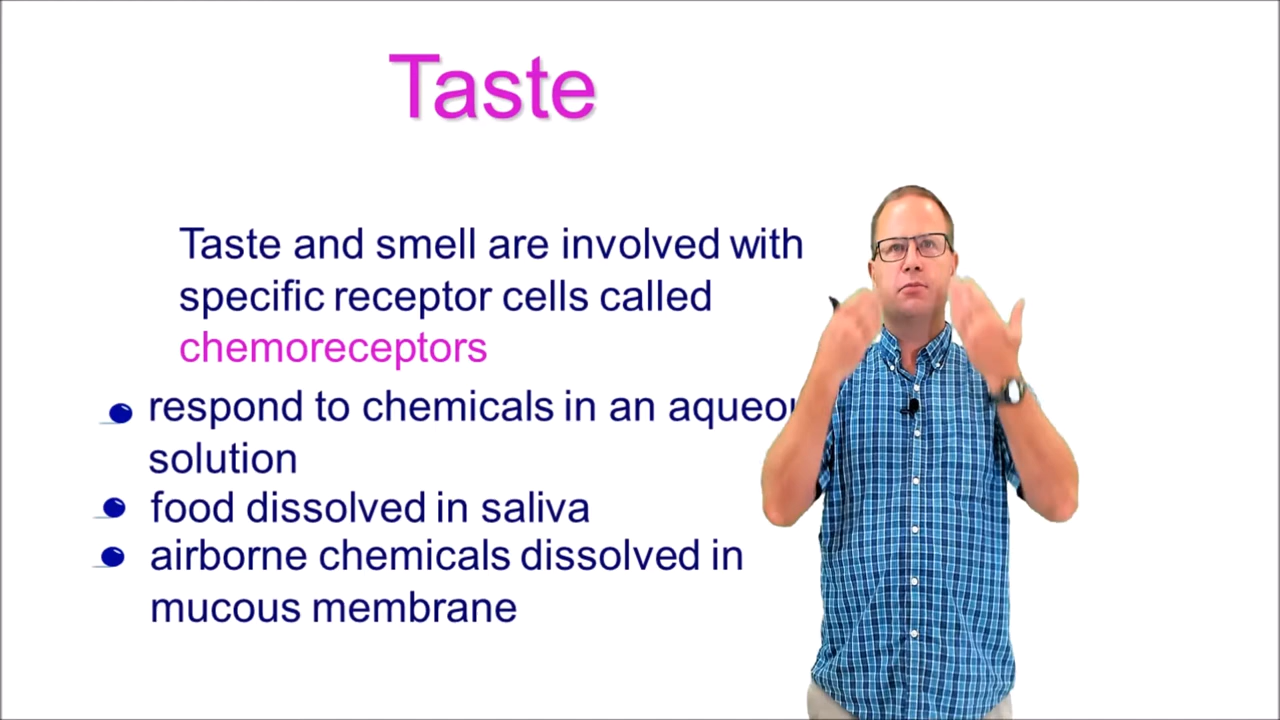 Taste
Taste and smell are involved with
specific receptor cells called
chemoreceptors
respond to chemicals in an
solution
food dissolved in saliva
airborne chemicals dissolved in
mucous membrane